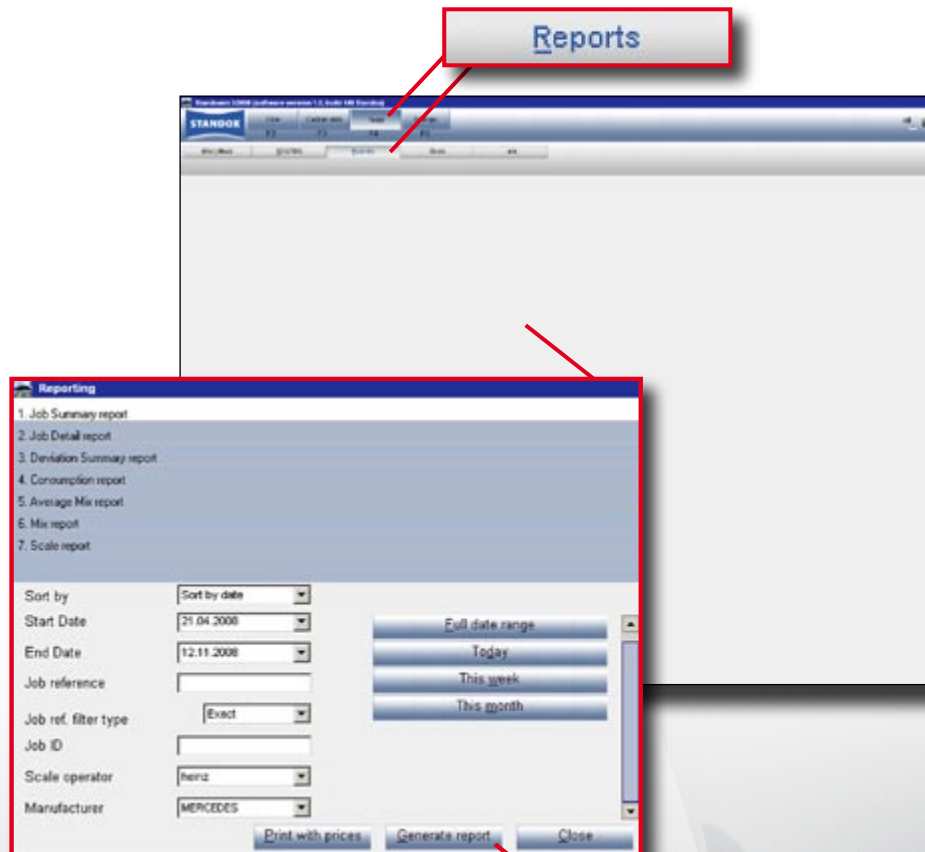 Reports
STANDOX
Reporting
1. Job Summary report
2. Job Detail report
3. Deviation Summary report
4. Consumption report
5. Average Mix report
6. Mix report
7. Scale report
Sort by Sort by date
Start Date 21.04.2008 Full date range
End Date 12.11.2008 Today
Job reference This week
Job ref. filter type Exact This month
Job ID
Scale operator heinz
Manufacturer MERCEDES
Print with prices Generate report Close